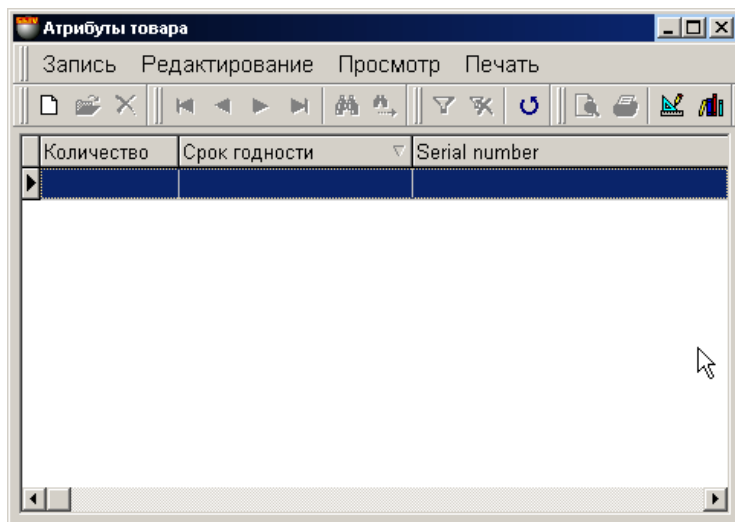 Атрибуты товара
Запись Редактирование Просмотр Печать
Количество Срок годности Serial number